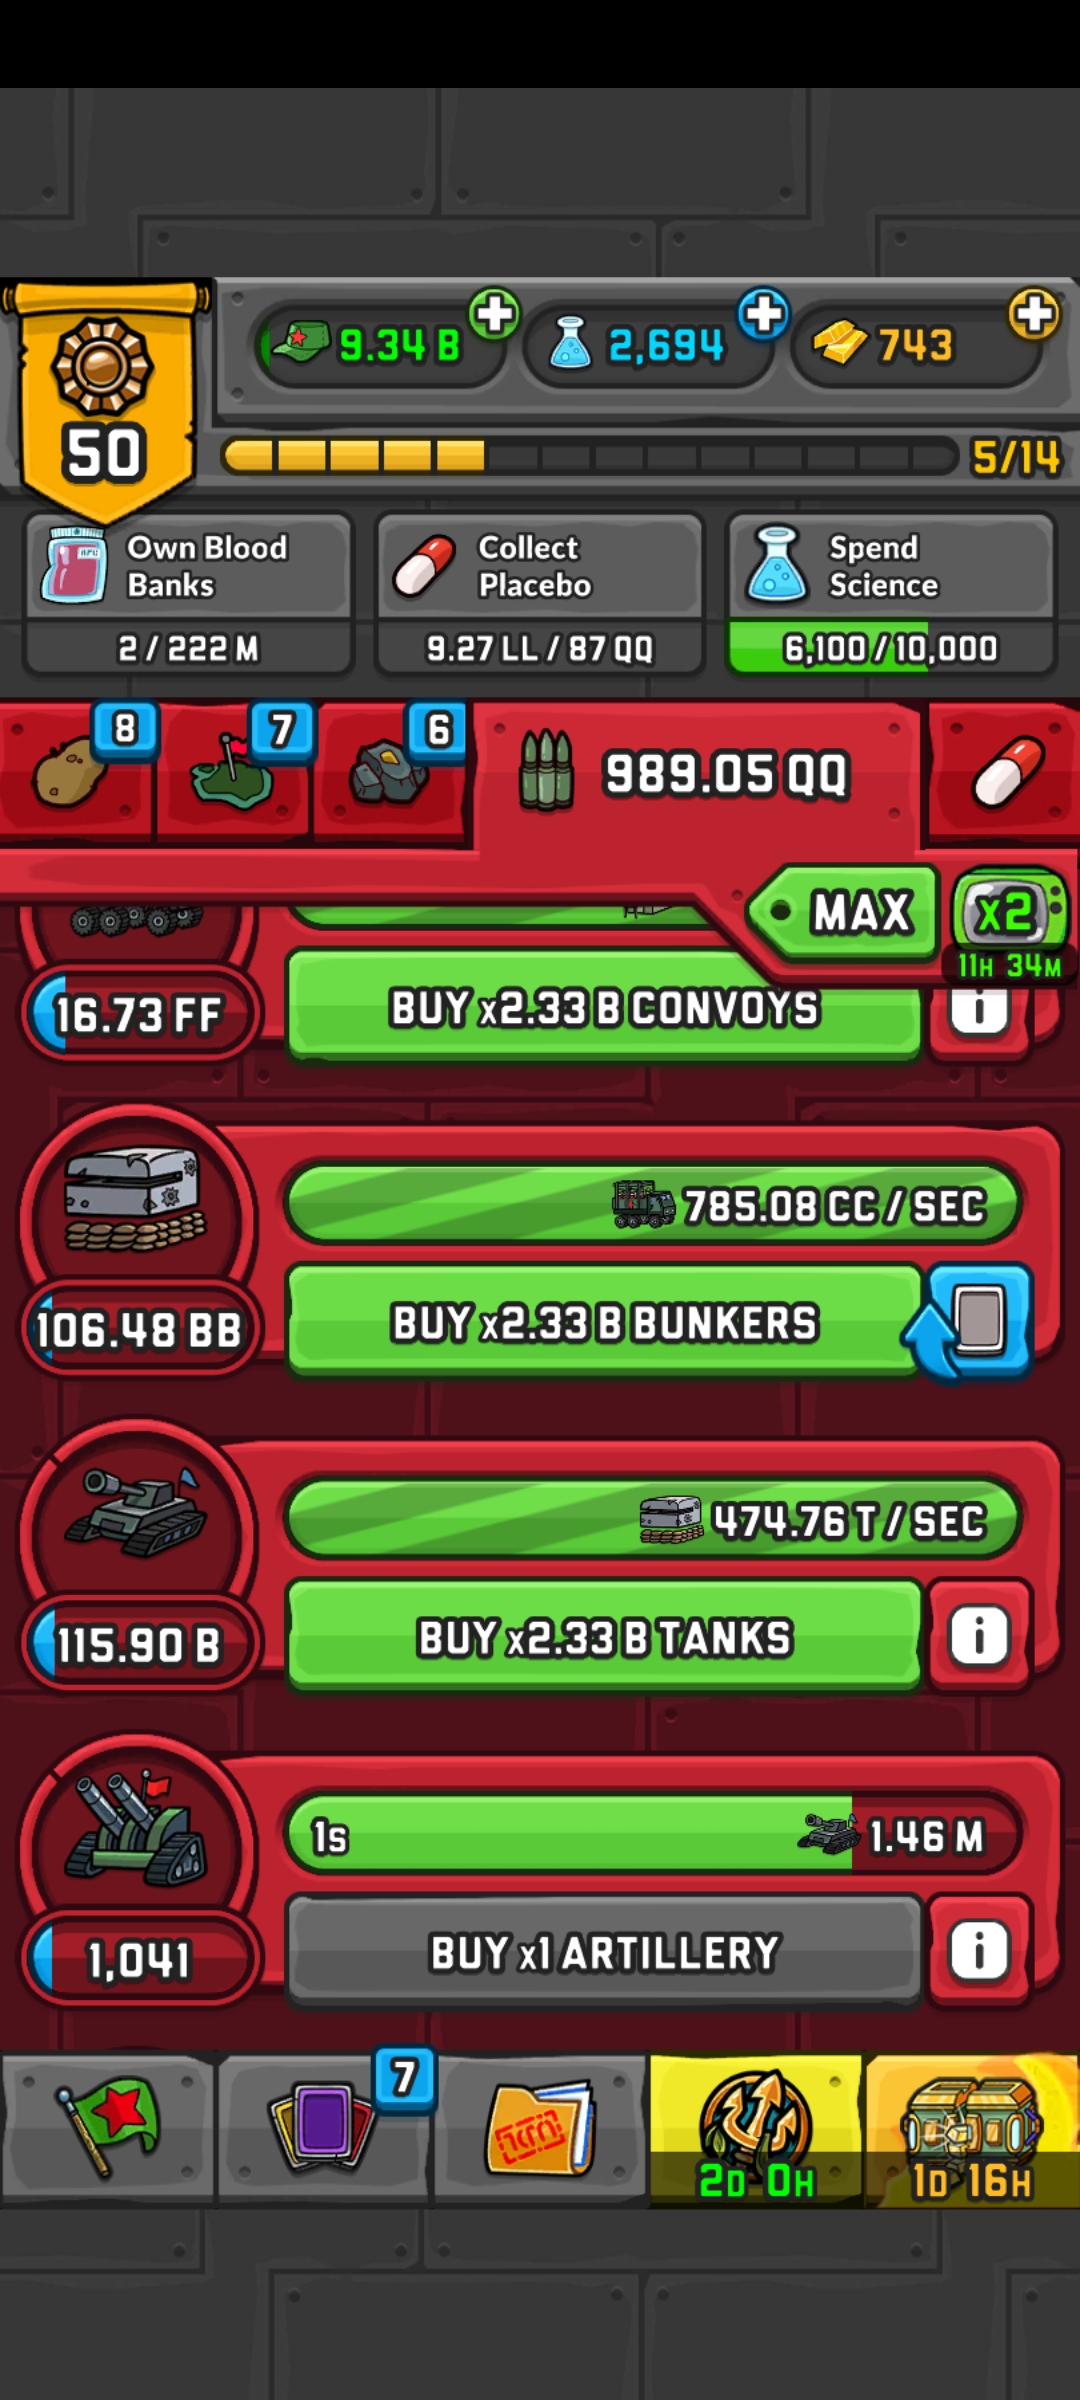 9.34 B
2,694
743
50
5/14
Own Blood Banks
2 / 222 M
Collect Placebo
9.27 LL / 87 QQ
Spend Science
6,100 / 10,000
8
7
6
989.05 QQ
MAX
x2
11H 34M
16.73 FF
BUY x2.33 B CONVOYS
i
785.08 CC / SEC
106.48 BB
BUY x2.33 B BUNKERS
474.76 T / SEC
115.90 B
BUY x2.33 B TANKS
i
1s
1.46 M
1,041
BUY x1 ARTILLERY
i
7
2D 0H
1D 16H